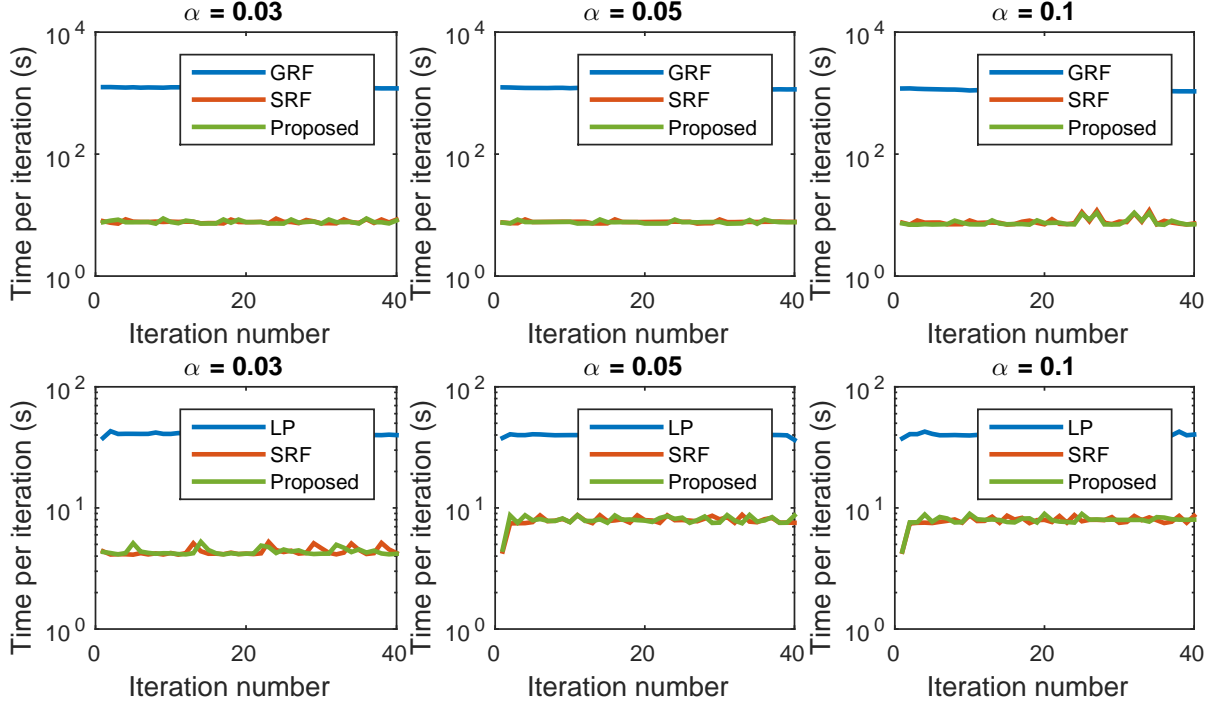 α = 0.03
α = 0.05
α = 0.1
Time per iteration (s)
10^4
10^2
10^0
GRF
SRF
Proposed
0
20
40
Iteration number
Time per iteration (s)
10^4
10^2
10^0
GRF
SRF
Proposed
0
20
40
Iteration number
Time per iteration (s)
10^4
10^2
10^0
GRF
SRF
Proposed
0
20
40
Iteration number
α = 0.03
α = 0.05
α = 0.1
Time per iteration (s)
10^2
10^1
10^0
LP
SRF
Proposed
0
20
40
Iteration number
Time per iteration (s)
10^2
10^1
10^0
LP
SRF
Proposed
0
20
40
Iteration number
Time per iteration (s)
10^2
10^1
10^0
LP
SRF
Proposed
0
20
40
Iteration number